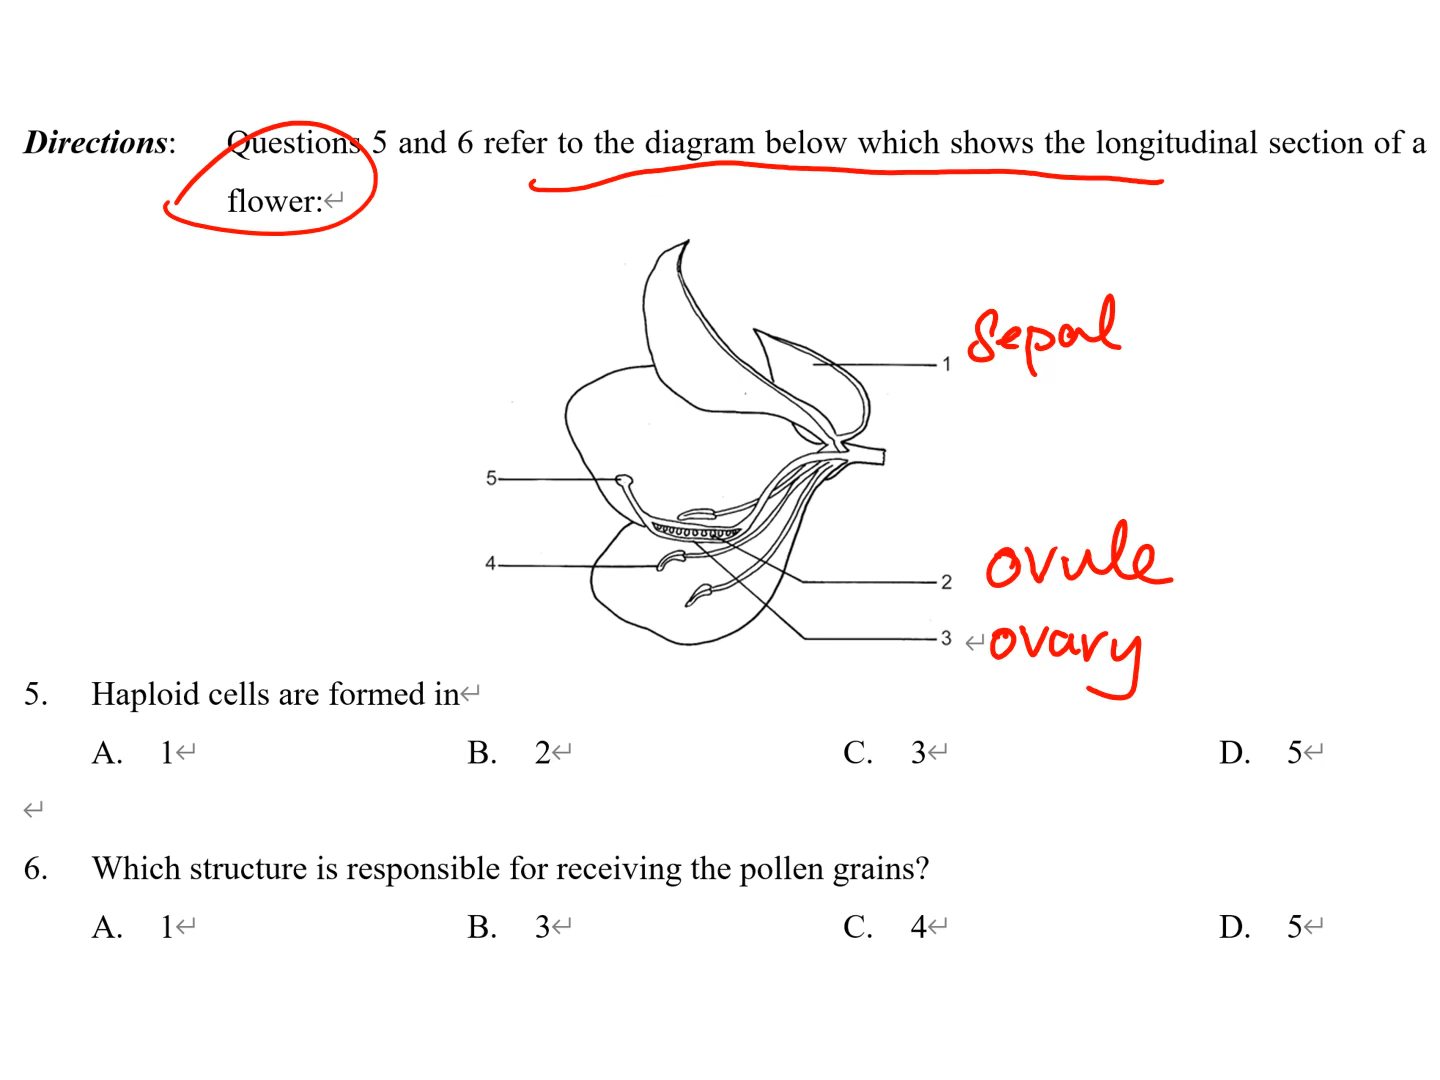 Directions: Questions 5 and 6 refer to the diagram below which shows the longitudinal section of a
flower:↵
1 Sepal
5
4
2 ovule
3 ↵ ovary
5. Haploid cells are formed in↵
A. 1↵ B. 2↵ C. 3↵ D. 5↵
↵
6. Which structure is responsible for receiving the pollen grains?
A. 1↵ B. 3↵ C. 4↵ D. 5↵